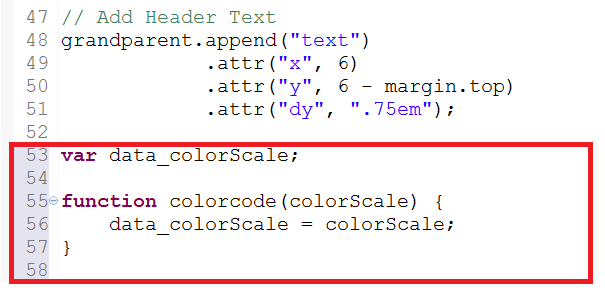 47 // Add Header Text
48 grandparent.append("text")
49 .attr("x", 6)
50 .attr("y", 6 - margin.top)
51 .attr("dy", ".75em");
52
53 var data_colorScale;
54
55 function colorcode(colorScale) {
56 data_colorScale = colorScale;
57 }
58